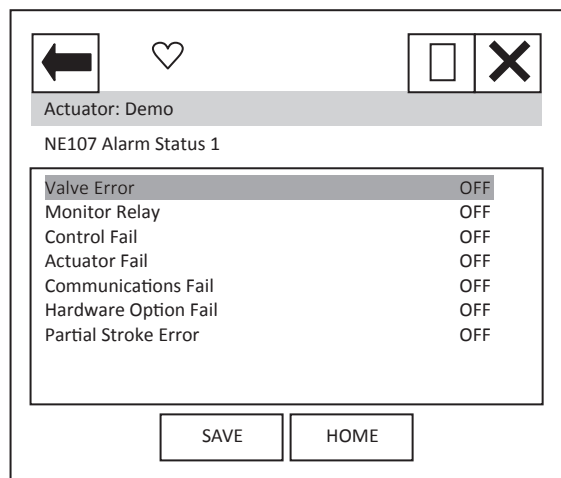 Actuator: Demo
NE107 Alarm Status 1
Valve Error OFF
Monitor Relay OFF
Control Fail OFF
Actuator Fail OFF
Communications Fail OFF
Hardware Option Fail OFF
Partial Stroke Error OFF
SAVE HOME